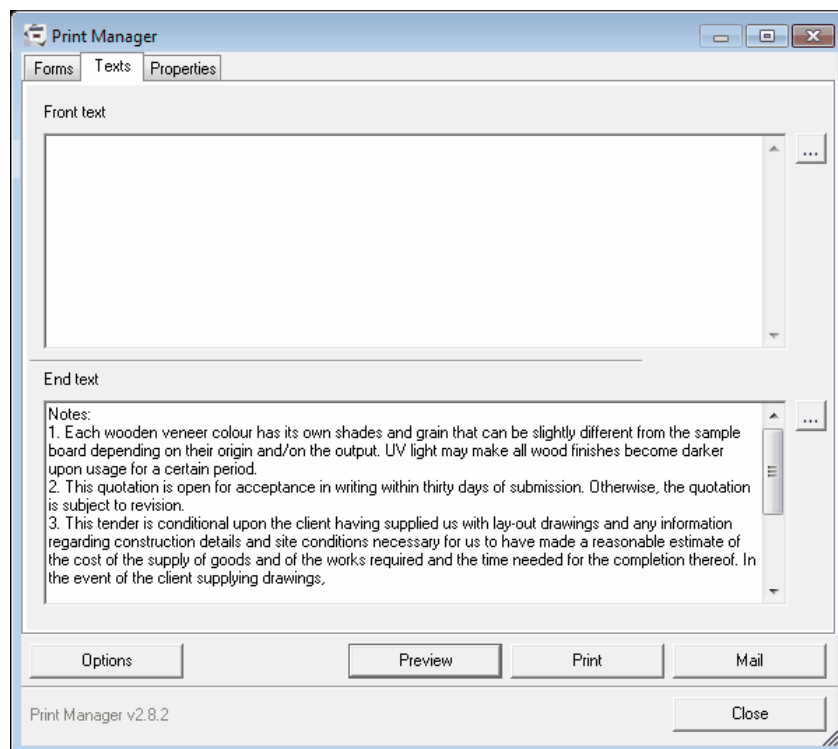 Print Manager
Forms Texts Properties
Front text
...
End text
...
Notes:
1. Each wooden veneer colour has its own shades and grain that can be slightly different from the sample
board depending on their origin and/on the output. UV light may make all wood finishes become darker
upon usage for a certain period.
2. This quotation is open for acceptance in writing within thirty days of submission. Otherwise, the quotation
is subject to revision.
3. This tender is conditional upon the client having supplied us with lay-out drawings and any information
regarding construction details and site conditions necessary for us to have made a reasonable estimate of
the cost of the supply of goods and of the works required and the time needed for the completion thereof. In
the event of the client supplying drawings,
Options Preview Print Mail
Print Manager v2.8.2 Close